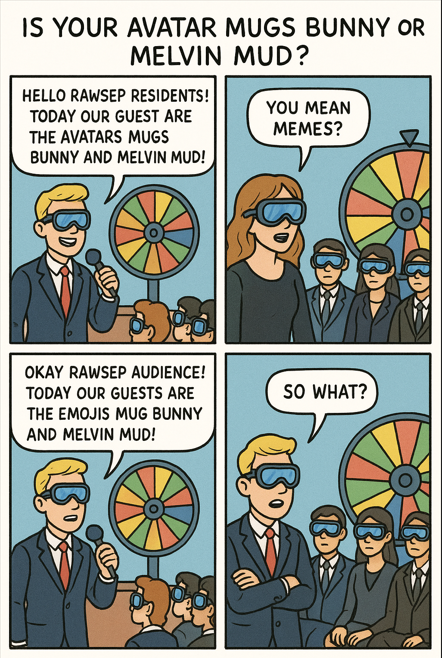 IS YOUR AVATAR MUGS BUNNY OR
MELVIN MUD?
HELLO RAWSEP RESIDENTS!
TODAY OUR GUEST ARE
THE AVATARS MUGS
BUNNY AND MELVIN MUD!
YOU MEAN
MEMES?
OKAY RAWSEP AUDIENCE!
TODAY OUR GUESTS ARE
THE EMOJIS MUG BUNNY
AND MELVIN MUD!
SO WHAT?